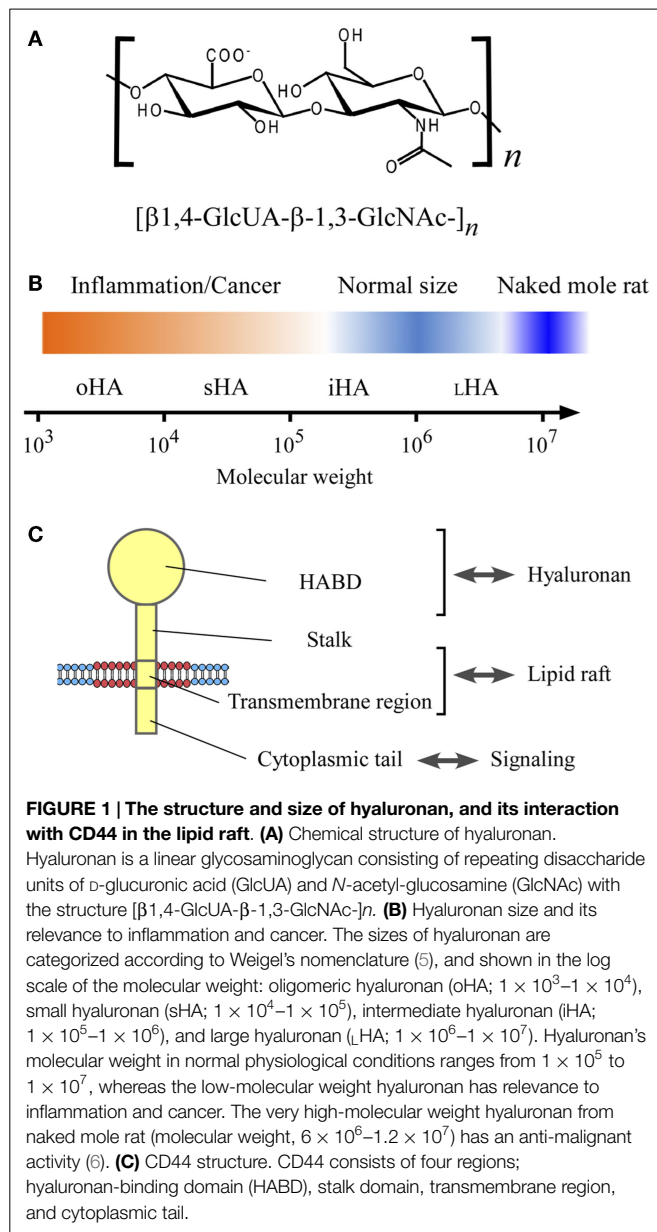 A
COO-
O
O
HO
OH
O
OH
HO
O
NH
O
O
n
[β1,4-GlcUA-β-1,3-GlcNAc-]n
B
Inflammation/Cancer Normal size Naked mole rat
oHA sHA iHA LHA
10³ 10⁴ 10⁵ 10⁶ 10⁷
Molecular weight
C
HABD
Hyaluronan
Stalk
Lipid raft
Transmembrane region
Cytoplasmic tail Signaling
FIGURE 1 | The structure and size of hyaluronan, and its interaction
with CD44 in the lipid raft. (A) Chemical structure of hyaluronan.
Hyaluronan is a linear glycosaminoglycan consisting of repeating disaccharide
units of D-glucuronic acid (GlcUA) and N-acetyl-glucosamine (GlcNAc) with
the structure [β1,4-GlcUA-β-1,3-GlcNAc-]n. (B) Hyaluronan size and its
relevance to inflammation and cancer. The sizes of hyaluronan are
categorized according to Weigel's nomenclature (5), and shown in the log
scale of the molecular weight: oligomeric hyaluronan (oHA; 1 × 10³–1 × 10⁴),
small hyaluronan (sHA; 1 × 10⁴–1 × 10⁵), intermediate hyaluronan (iHA;
1 × 10⁵–1 × 10⁶), and large hyaluronan (LHA; 1 × 10⁶–1 × 10⁷). Hyaluronan's
molecular weight in normal physiological conditions ranges from 1 × 10⁵ to
1 × 10⁷, whereas the low-molecular weight hyaluronan has relevance to
inflammation and cancer. The very high-molecular weight hyaluronan from
naked mole rat (molecular weight, 6 × 10⁶–1.2 × 10⁷) has an anti-malignant
activity (6). (C) CD44 structure. CD44 consists of four regions;
hyaluronan-binding domain (HABD), stalk domain, transmembrane region,
and cytoplasmic tail.